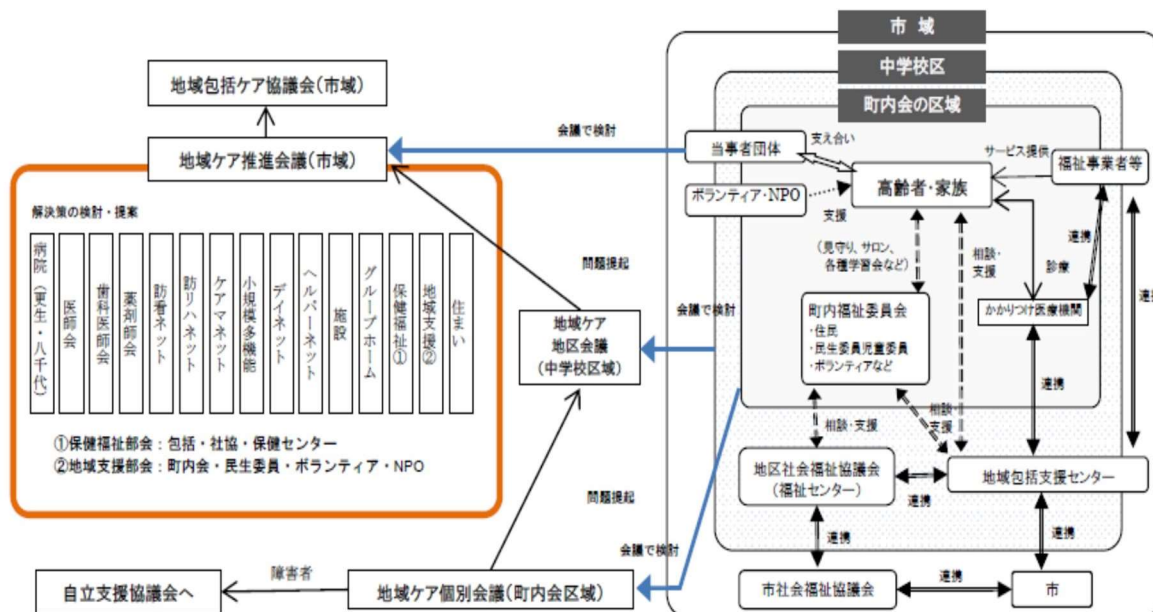 市 域
中学校区
町内会の区域
地域包括ケア協議会(市域)
地域ケア推進会議(市域)
会議で検討
当事者団体
支え合い
サービス提供
福祉事業者等
高齢者・家族
ボランティア・NPO
支援
解決策の検討・提案
病院(更生・八千代)
医師会
歯科医師会
薬剤師会
訪看ネット
訪リハネット
ケアマネット
小規模多機能
デイネット
ヘルパーネット
施設
グループホーム
保健福祉①
地域支援②
住まい
①保健福祉部会:包括・社協・保健センター
②地域支援部会:町内会・民生委員・ボランティア・NPO
問題提起
(見守り、サロン、
各種学習会など)
相談・
支援
診療
連携
連携
会議で検討
地域ケア
地区会議
(中学校区域)
町内福祉委員会
・住民
・民生委員児童委員
・ボランティアなど
かかりつけ医療機関
連携
相談・支援
相談・
支援
地区社会福祉協議会
(福祉センター)
連携
地域包括支援センター
問題提起
会議で検討
連携
連携
自立支援協議会へ
障害者
地域ケア個別会議(町内会区域)
市社会福祉協議会
連携
市